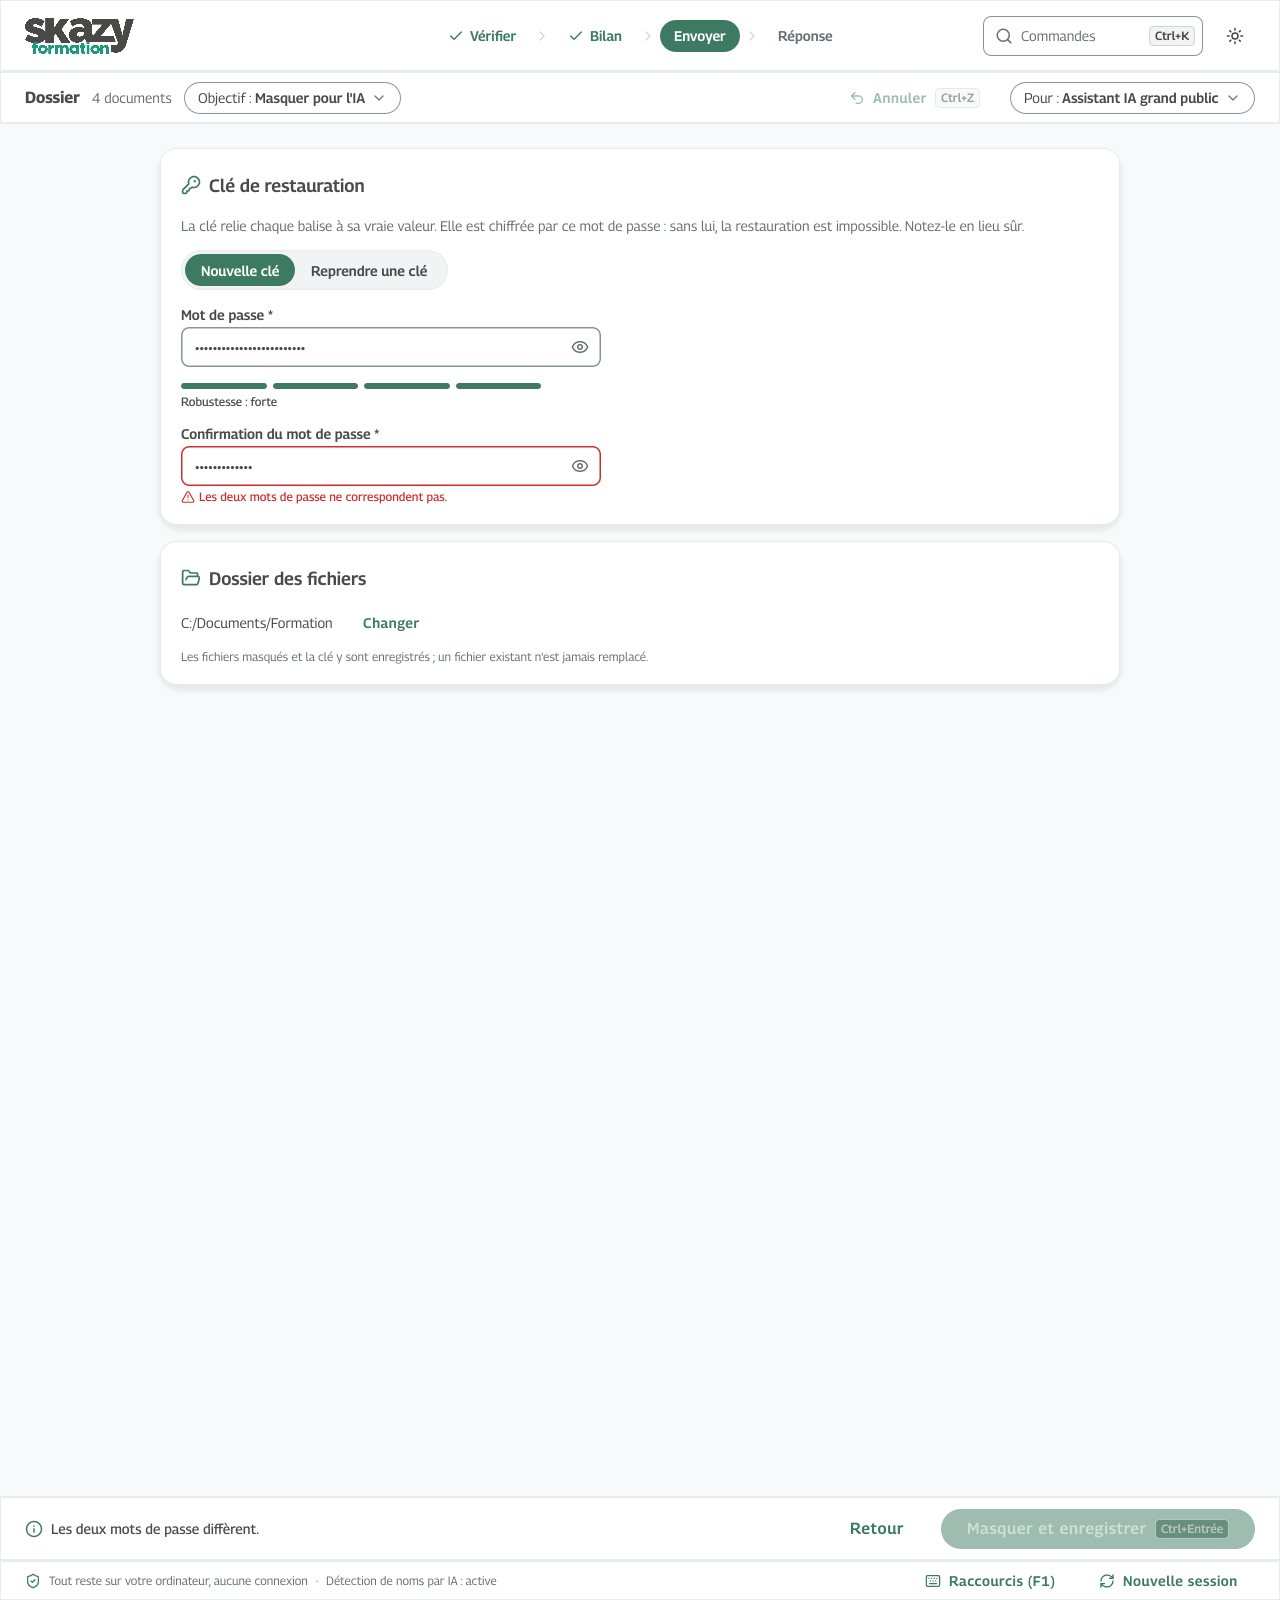 skazy
formation
Vérifier
Bilan
Envoyer
Réponse
Commandes
Ctrl+K
Dossier
4 documents
Objectif : Masquer pour l'IA
Annuler
Ctrl+Z
Pour : Assistant IA grand public
Clé de restauration
La clé relie chaque balise à sa vraie valeur. Elle est chiffrée par ce mot de passe : sans lui, la restauration est impossible. Notez-le en lieu sûr.
Nouvelle clé
Reprendre une clé
Mot de passe *
Robustesse : forte
Confirmation du mot de passe *
Les deux mots de passe ne correspondent pas.
Dossier des fichiers
C:/Documents/Formation
Changer
Les fichiers masqués et la clé y sont enregistrés ; un fichier existant n'est jamais remplacé.
Les deux mots de passe diffèrent.
Retour
Masquer et enregistrer
Ctrl+Entrée
Tout reste sur votre ordinateur, aucune connexion · Détection de noms par IA : active
Raccourcis (F1)
Nouvelle session